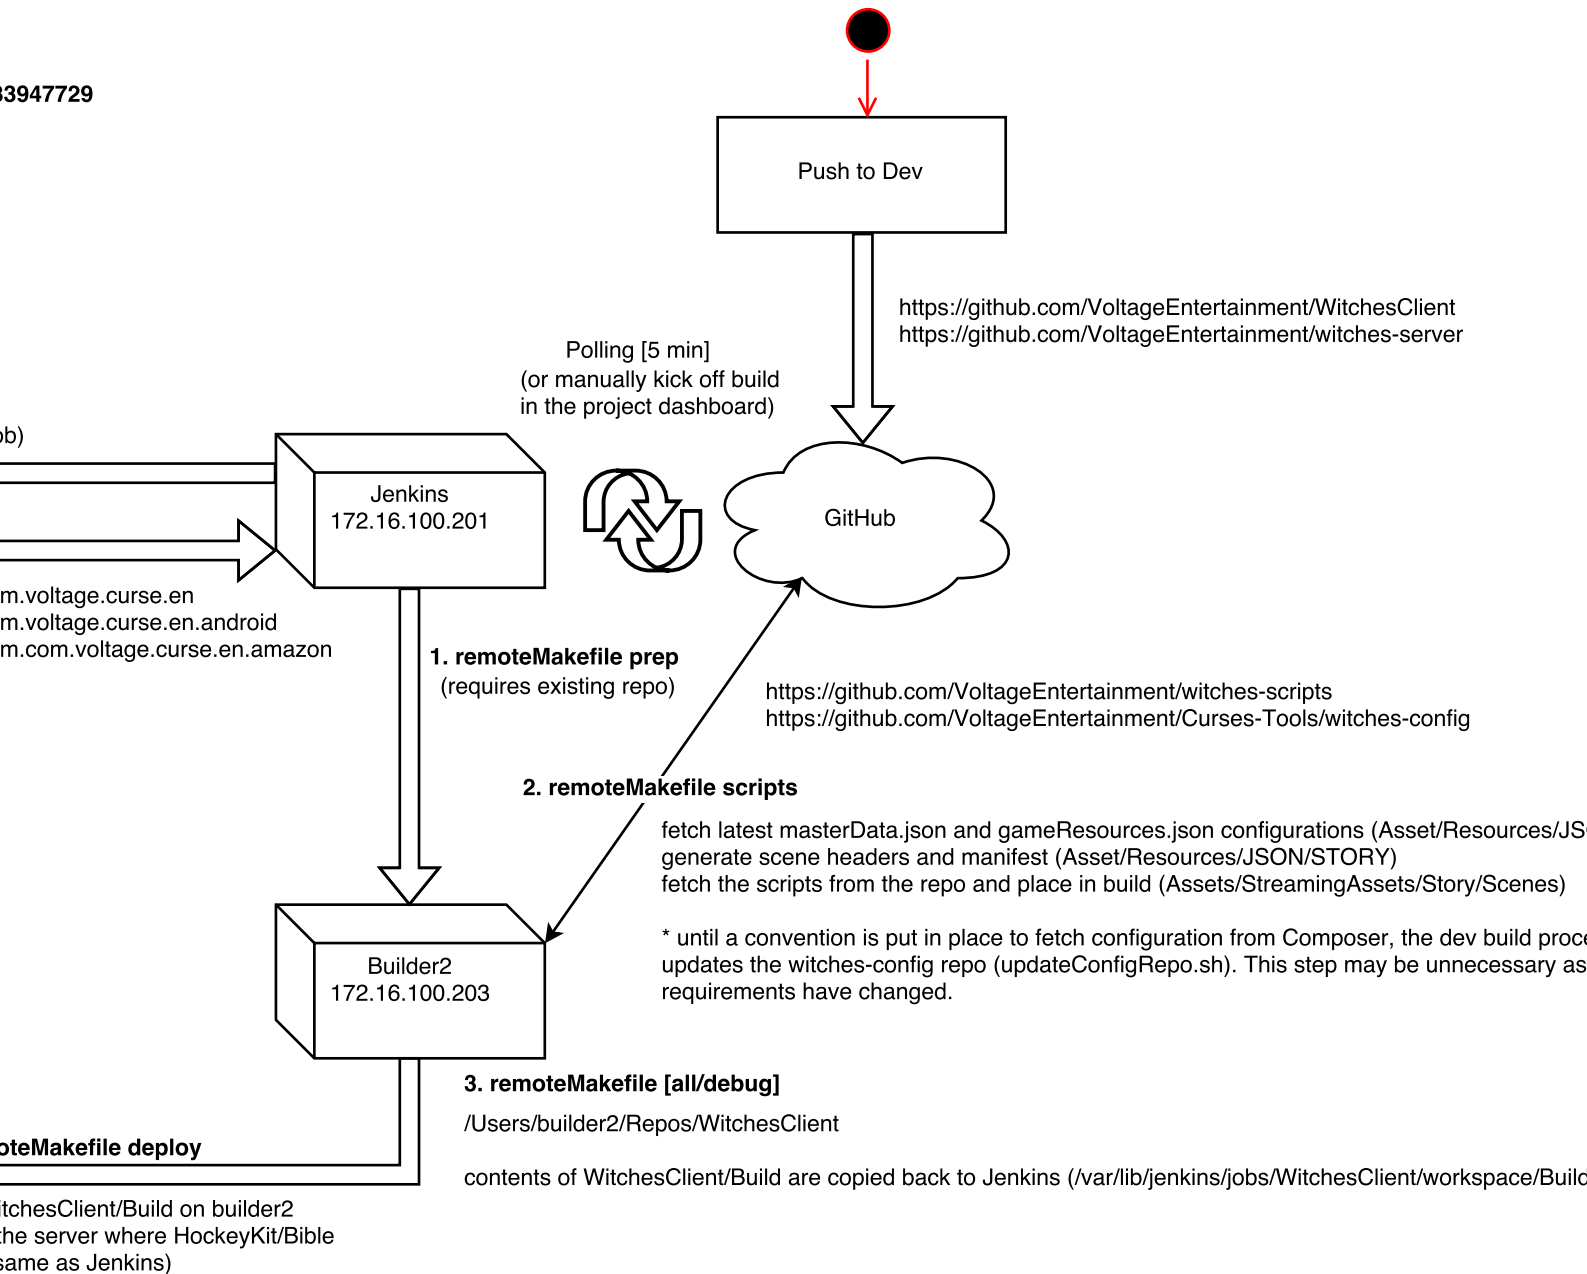 33947729
Push to Dev
https://github.com/VoltageEntertainment/WitchesClient
https://github.com/VoltageEntertainment/witches-server
Polling [5 min]
(or manually kick off build
in the project dashboard)
ob)
Jenkins
172.16.100.201
GitHub
m.voltage.curse.en
m.voltage.curse.en.android
m.com.voltage.curse.en.amazon
1. remoteMakefile prep
(requires existing repo)
https://github.com/VoltageEntertainment/witches-scripts
https://github.com/VoltageEntertainment/Curses-Tools/witches-config
2. remoteMakefile scripts
fetch latest masterData.json and gameResources.json configurations (Asset/Resources/JS
generate scene headers and manifest (Asset/Resources/JSON/STORY)
fetch the scripts from the repo and place in build (Assets/StreamingAssets/Story/Scenes)
* until a convention is put in place to fetch configuration from Composer, the dev build proce
updates the witches-config repo (updateConfigRepo.sh). This step may be unnecessary as
requirements have changed.
Builder2
172.16.100.203
3. remoteMakefile [all/debug]
/Users/builder2/Repos/WitchesClient
contents of WitchesClient/Build are copied back to Jenkins (/var/lib/jenkins/jobs/WitchesClient/workspace/Build
oteMakefile deploy
itchesClient/Build on builder2
the server where HockeyKit/Bible
same as Jenkins)